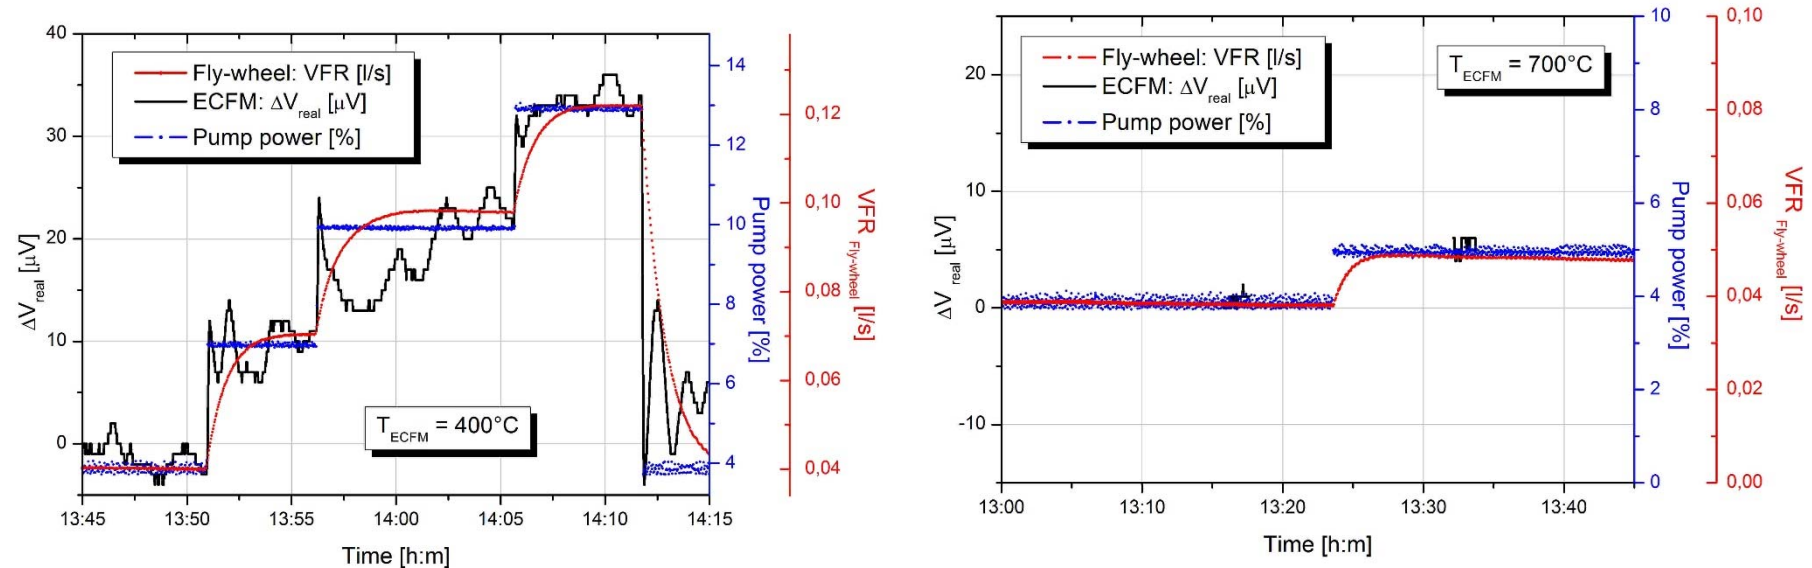 40
30
20
10
0
ΔV_real [μV]
Fly-wheel: VFR [l/s]
ECFM: ΔV_real [μV]
Pump power [%]
T_ECFM = 400°C
13:45
13:50
13:55
14:00
14:05
14:10
14:15
Time [h:m]
14
12
10
8
6
4
Pump power [%]
0,12
0,10
0,08
0,06
0,04
VFR_Fly-wheel [l/s]
20
10
0
-10
ΔV_real [μV]
Fly-wheel: VFR [l/s]
ECFM: ΔV_real [μV]
Pump power [%]
T_ECFM = 700°C
13:00
13:10
13:20
13:30
13:40
Time [h:m]
10
8
6
4
2
0
Pump power [%]
0,10
0,08
0,06
0,04
0,02
0,00
VFR_Fly-wheel [l/s]